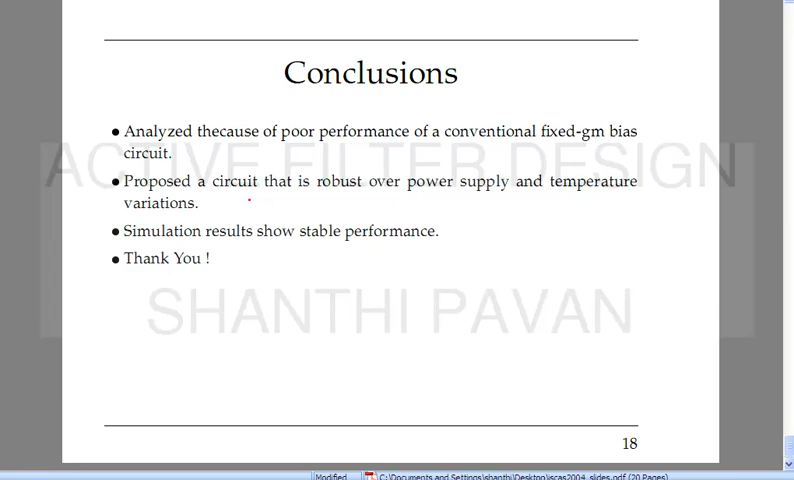 Conclusions
● Analyzed thecause of poor performance of a conventional fixed-gm bias
circuit.
ACTIVE FILTER DESIGN
● Proposed a circuit that is robust over power supply and temperature
variations.
● Simulation results show stable performance.
● Thank You !
SHANTHI PAVAN
18
Modified
C:\Documents and Settings\shanthi\Desktop\iscas2004_slides.pdf (20 Pages)